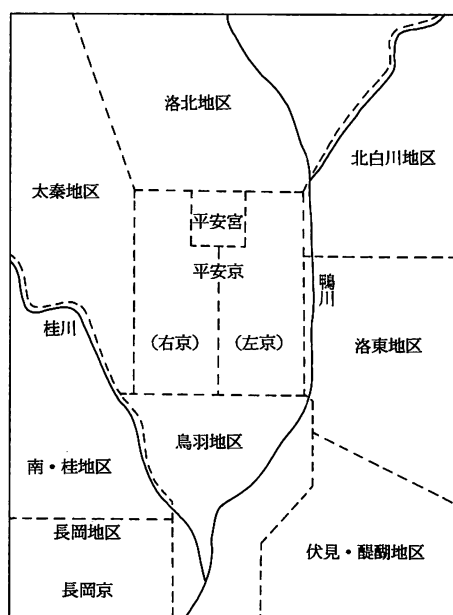 洛北地区
北白川地区
太秦地区
平安宮
平安京
鴨川
桂川
(右京)
(左京)
洛東地区
鳥羽地区
南・桂地区
長岡地区
伏見・醍醐地区
長岡京